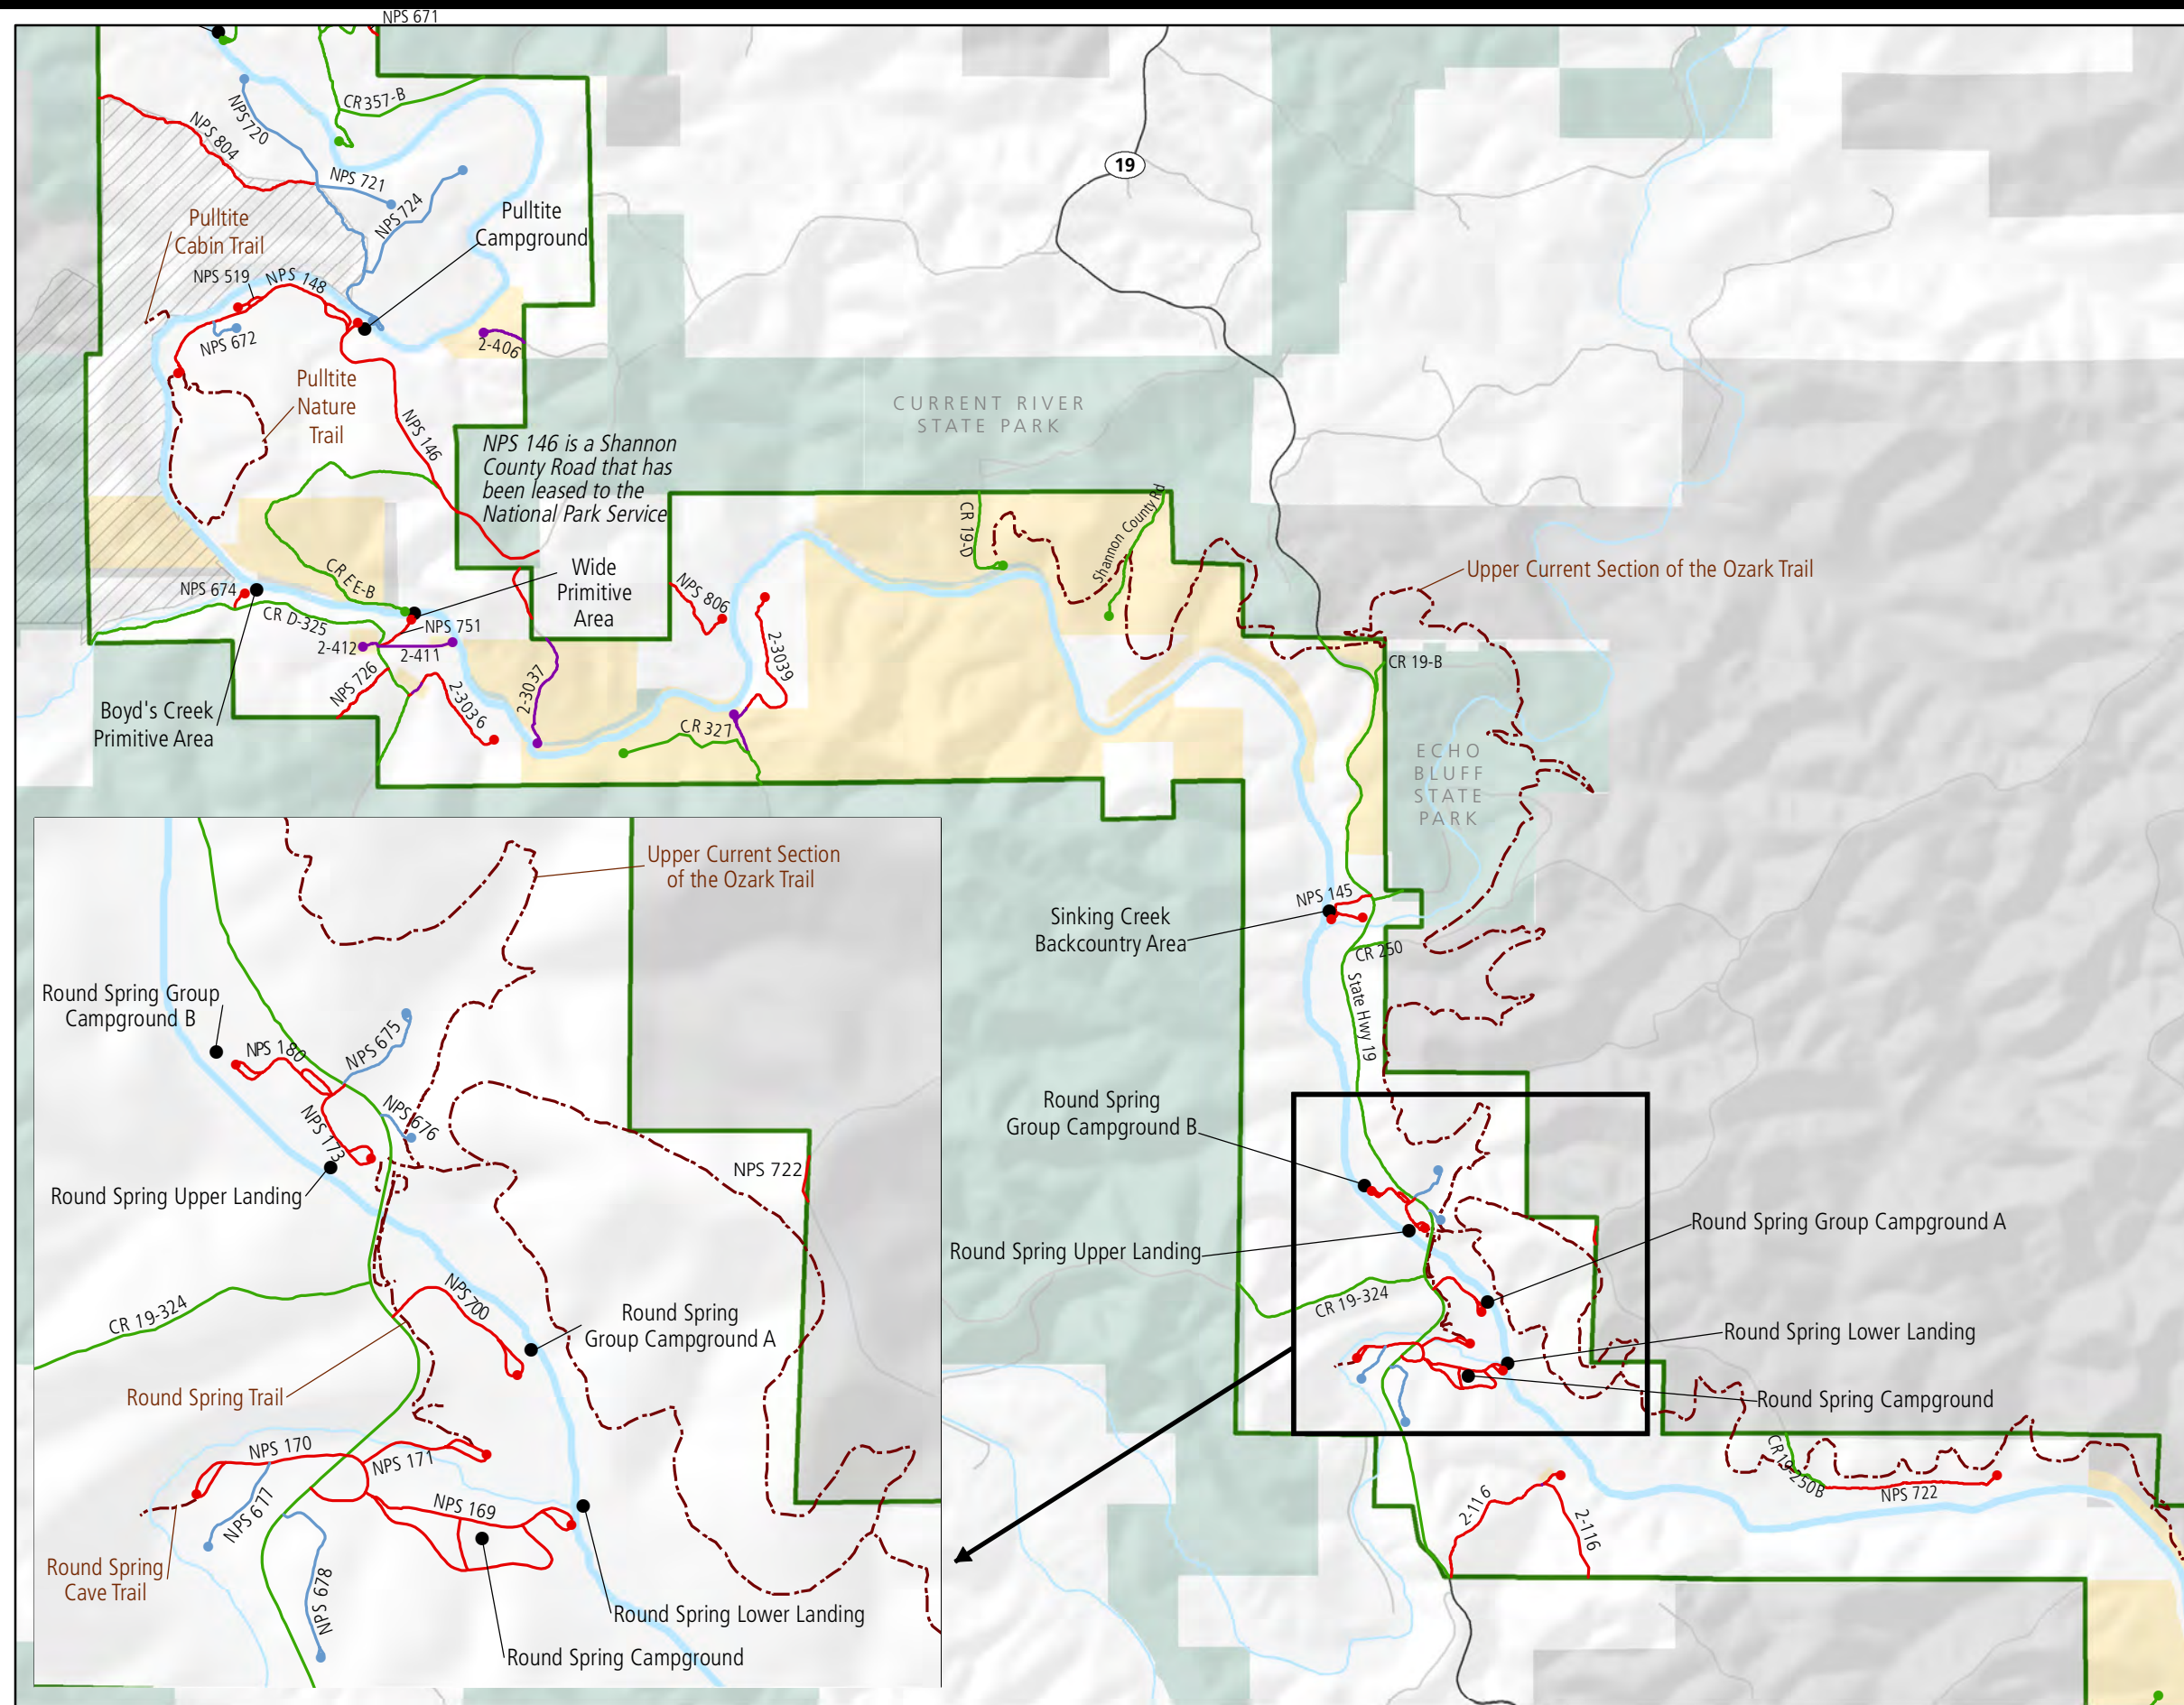 NPS 671
CR 357-B
NPS 720
NPS 804
NPS 721
NPS 724
19
Pulltite
Campground
Pulltite
Cabin Trail
NPS 519
NPS 148
NPS 672
2-406
Pulltite
Nature
Trail
NPS 146
CURRENT RIVER
STATE PARK
NPS 146 is a Shannon
County Road that has
been leased to the
National Park Service
CR 19-D
Shannon County Rd
Wide
Primitive
Area
Upper Current Section of the Ozark Trail
CR EE-B
NPS 674
NPS 806
CR D-325
NPS 751
2-412
2-411
2-3039
CR 19-B
NPS 726
2-3036
2-3037
Boyd's Creek
Primitive Area
CR 327
ECHO
BLUFF
STATE
PARK
Upper Current Section
of the Ozark Trail
NPS 145
Sinking Creek
Backcountry Area
CR 250
State Hwy 19
Round Spring Group
Campground B
NPS 180
NPS 675
NPS 676
NPS 173
Round Spring
Group Campground B
NPS 722
Round Spring Upper Landing
Round Spring Group Campground A
Round Spring Upper Landing
NPS 700
CR 19-324
CR 19-324
Round Spring
Group Campground A
Round Spring Lower Landing
Round Spring Trail
Round Spring Campground
NPS 170
NPS 171
CR19-250B
NPS 722
NPS 169
NPS 677
2-116
2-116
Round Spring
Cave Trail
NPS 678
Round Spring Lower Landing
Round Spring Campground